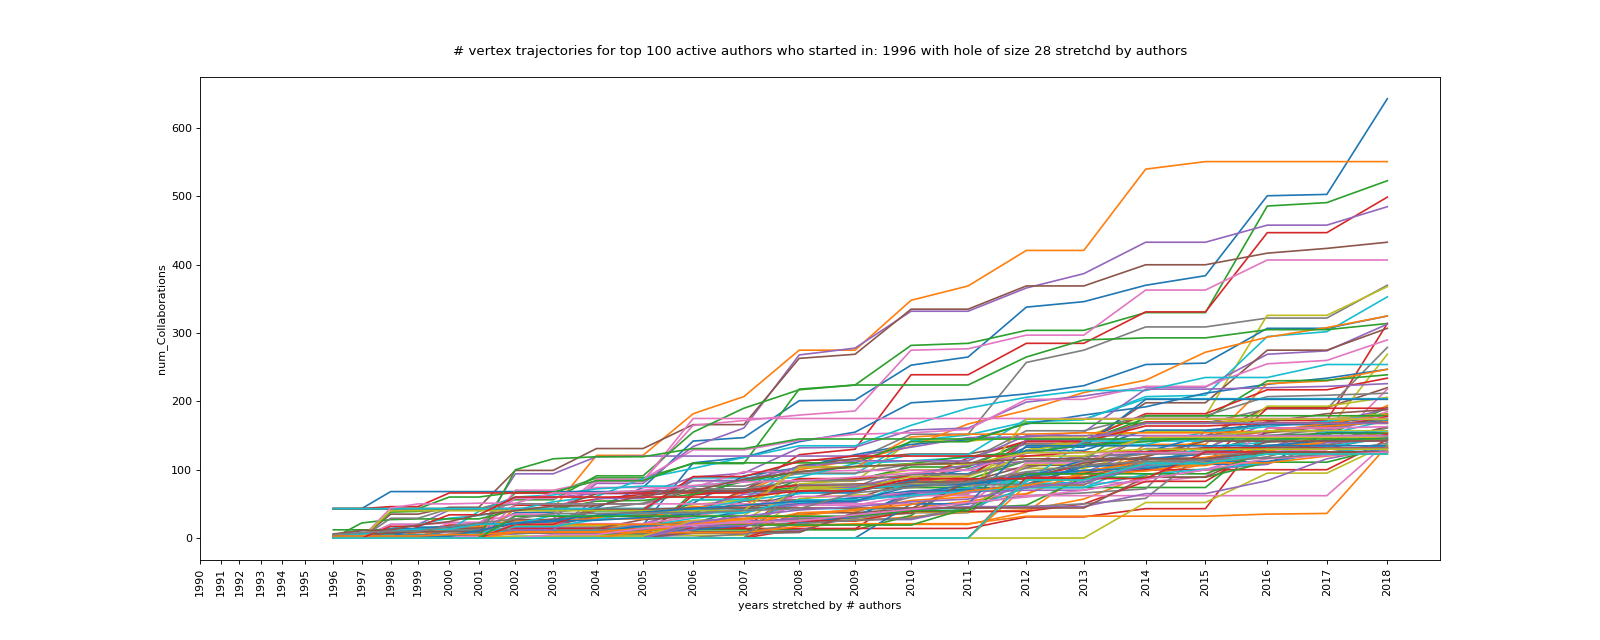 # vertex trajectories for top 100 active authors who started in: 1996 with hole of size 28 stretchd by authors
num_Collaborations
600
500
400
300
200
100
0
1990 1991 1992 1993 1994 1995 1996 1997 1998 1999 2000 2001 2002 2003 2004 2005 2006 2007 2008 2009 2010 2011 2012 2013 2014 2015 2016 2017 2018
years stretched by # authors